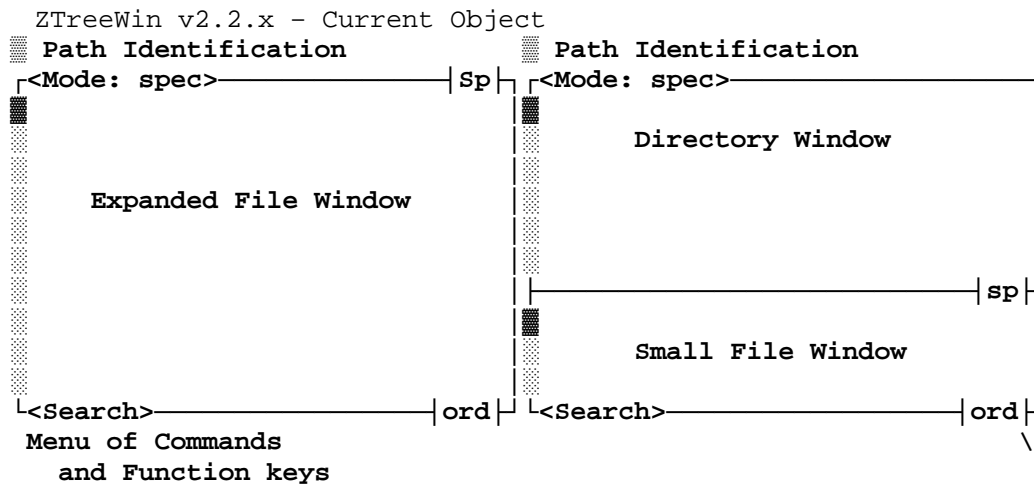 ZTreeWin v2.2.x – Current Object
Path Identification Path Identification
<Mode: spec> Sp <Mode: spec>
Directory Window
Expanded File Window
sp
Small File Window
<Search> ord <Search> ord
Menu of Commands \
and Function keys